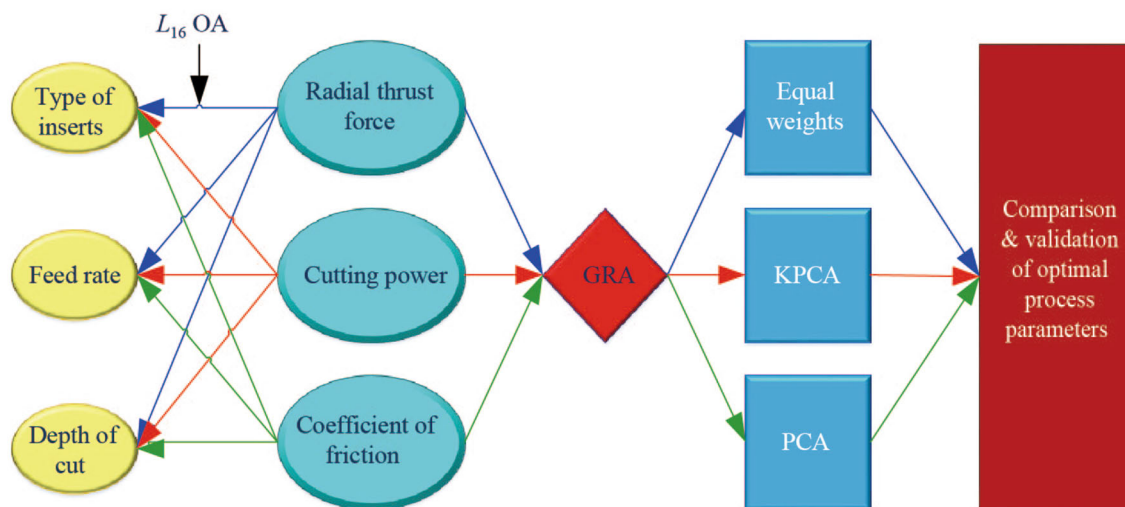 L16 OA
Type of
inserts
Radial thrust
force
Equal
weights
Feed rate
Cutting power
GRA
KPCA
Comparison
& validation
of optimal
process
parameters
Depth of
cut
Coefficient of
friction
PCA